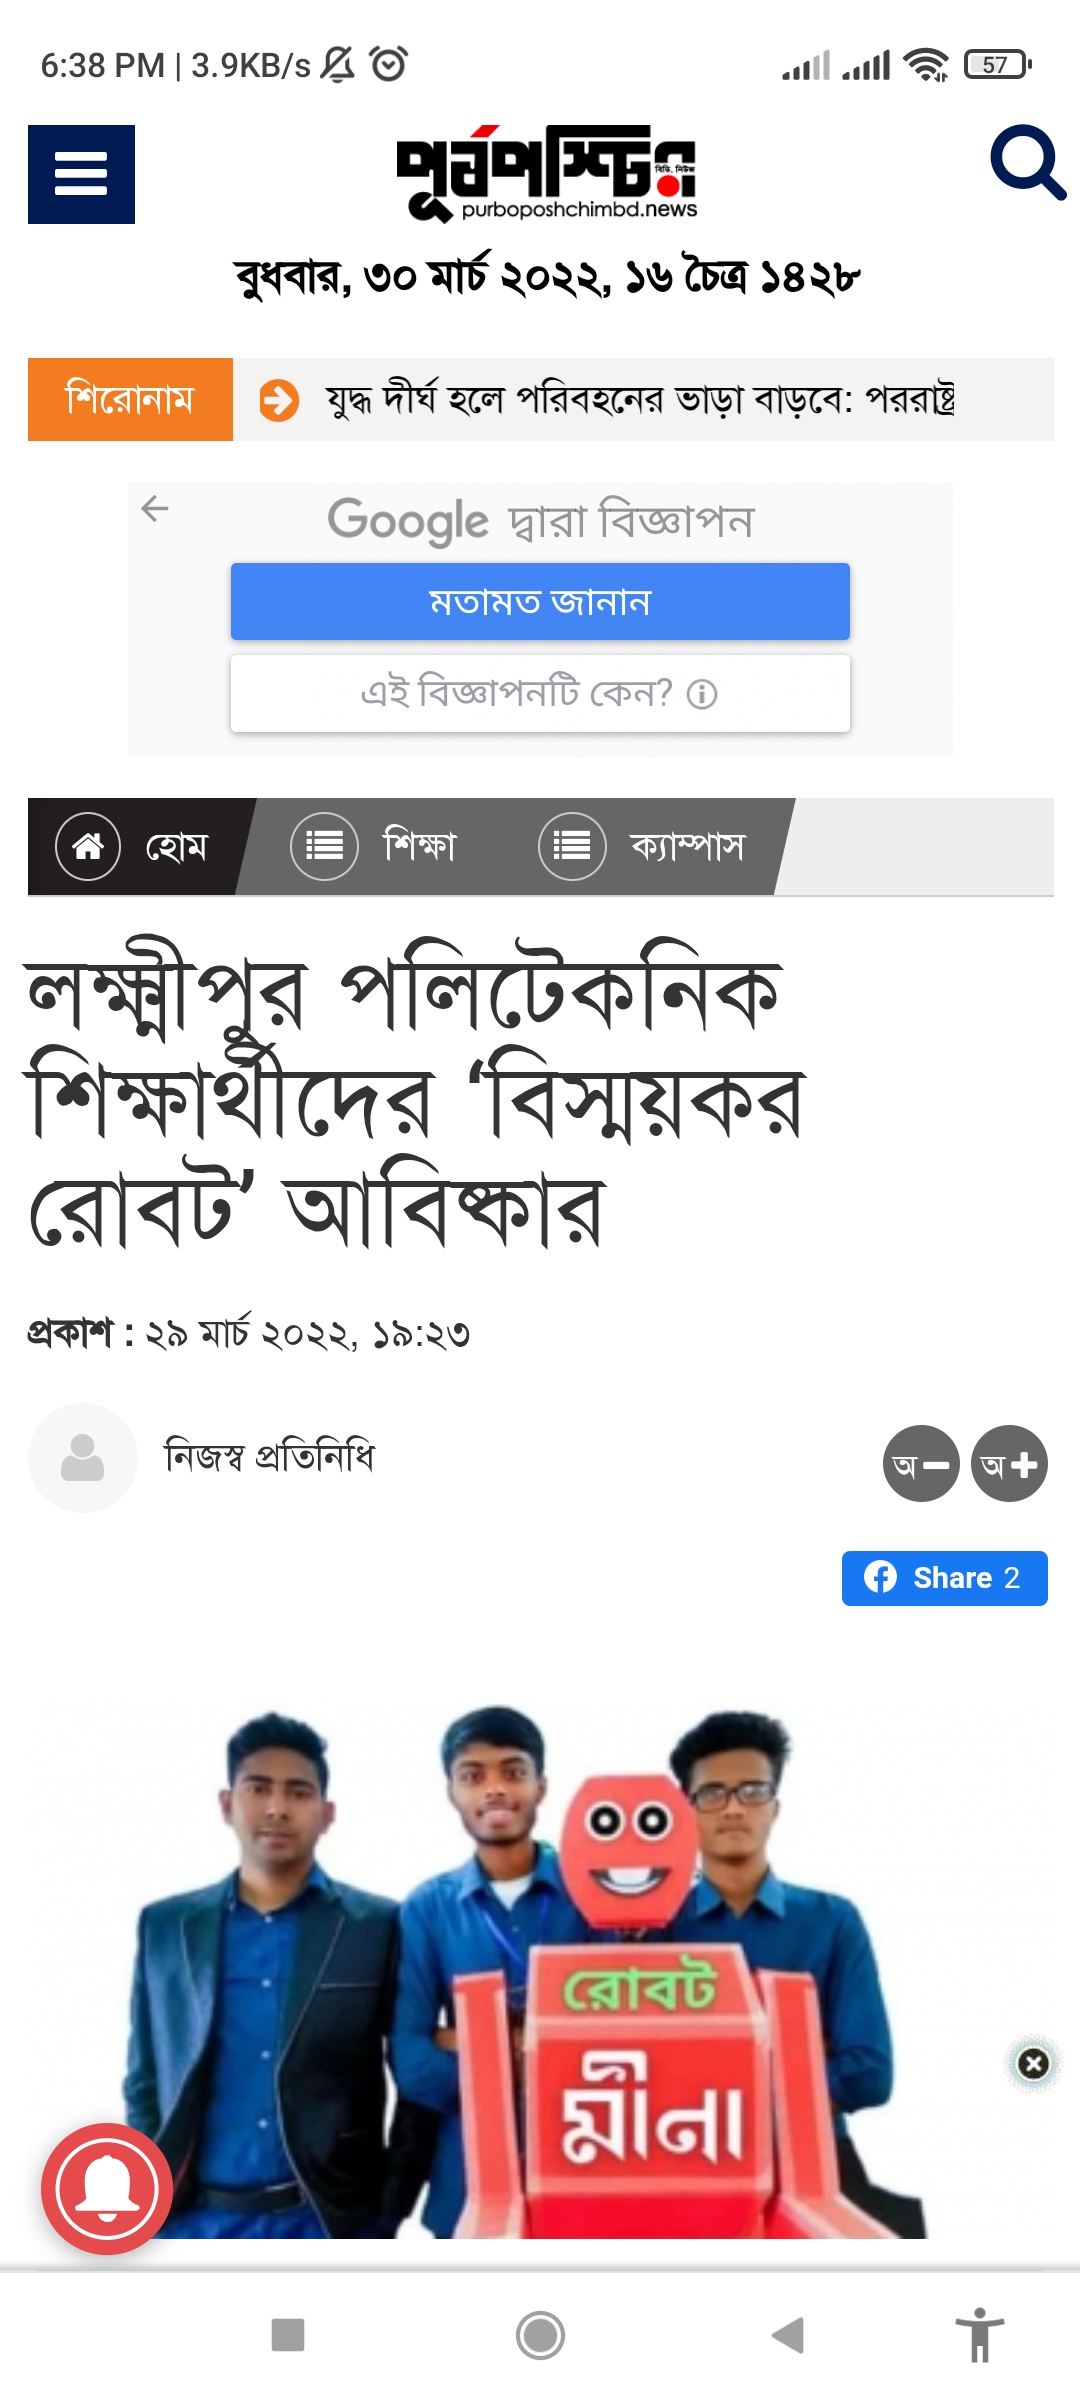 6:38 PM | 3.9KB/s
57
পূর্বপশ্চিম
বিডি. নিউজ
purboposhchimbd.news
বুধবার, ৩০ মার্চ ২০২২, ১৬ চৈত্র ১৪২৮
শিরোনাম
যুদ্ধ দীর্ঘ হলে পরিবহনের ভাড়া বাড়বে: পররাষ্ট্র
Google দ্বারা বিজ্ঞাপন
মতামত জানান
এই বিজ্ঞাপনটি কেন?
হোম শিক্ষা ক্যাম্পাস
লক্ষ্মীপুর পলিটেকনিক
শিক্ষার্থীদের ‘বিস্ময়কর
রোবট’ আবিষ্কার
প্রকাশ : ২৯ মার্চ ২০২২, ১৯:২৩
নিজস্ব প্রতিনিধি
অ− অ+
Share 2
রোবট
মীনা